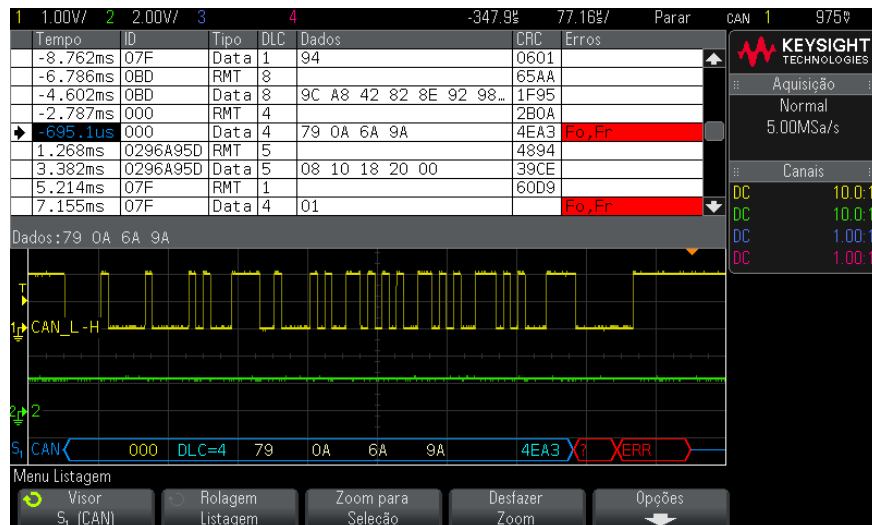 1 1.00V/ 2 2.00V/ 3 4 -347.9us 77.16us/ Parar CAN 1 975V
Tempo ID Tipo DLC Dados CRC Erros
-8.762ms 07F Data 1 94 0601
-6.786ms 0BD RMT 8 65AA
-4.602ms 0BD Data 8 9C A8 42 82 8E 92 98… 1F95
-2.787ms 000 RMT 4 2B0A
-695.1us 000 Data 4 79 0A 6A 9A 4EA3 Fo,Fr
1.268ms 0296A95D RMT 5 4894
3.382ms 0296A95D Data 5 08 10 18 20 00 39CE
5.214ms 07F RMT 1 60D9
7.155ms 07F Data 4 01 Fo,Fr
Dados:79 0A 6A 9A
KEYSIGHT
TECHNOLOGIES
Aquisição
Normal
5.00MSa/s
Canais
DC 10.0:1
DC 10.0:1
DC 1.00:1
DC 1.00:1
T
1 CAN_L-H
2 2
S1 CAN 000 DLC=4 79 0A 6A 9A 4EA3 ? ERR
Menu Listagem
Visor
S1 (CAN)
Rolagem
Listagem
Zoom para
Seleção
Desfazer
Zoom
Opções